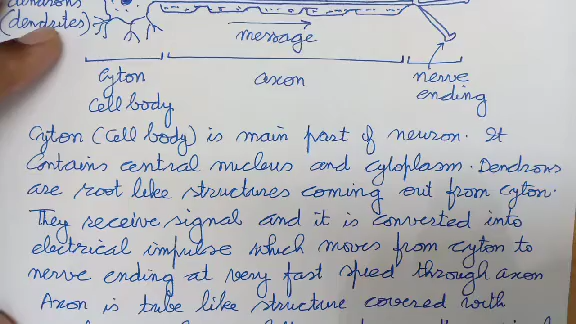 (dendrites)
message
Cyton axon nerve
Cell body ending
Cyton (Cell body) is main part of neuron. It
contains central nucleus and cytoplasm. Dendrons
are root like structures coming out from Cyton.
They receive signal and it is converted into
electrical impulse which moves from Cyton to
nerve ending at very fast speed through axon
Axon is tube like structure covered with